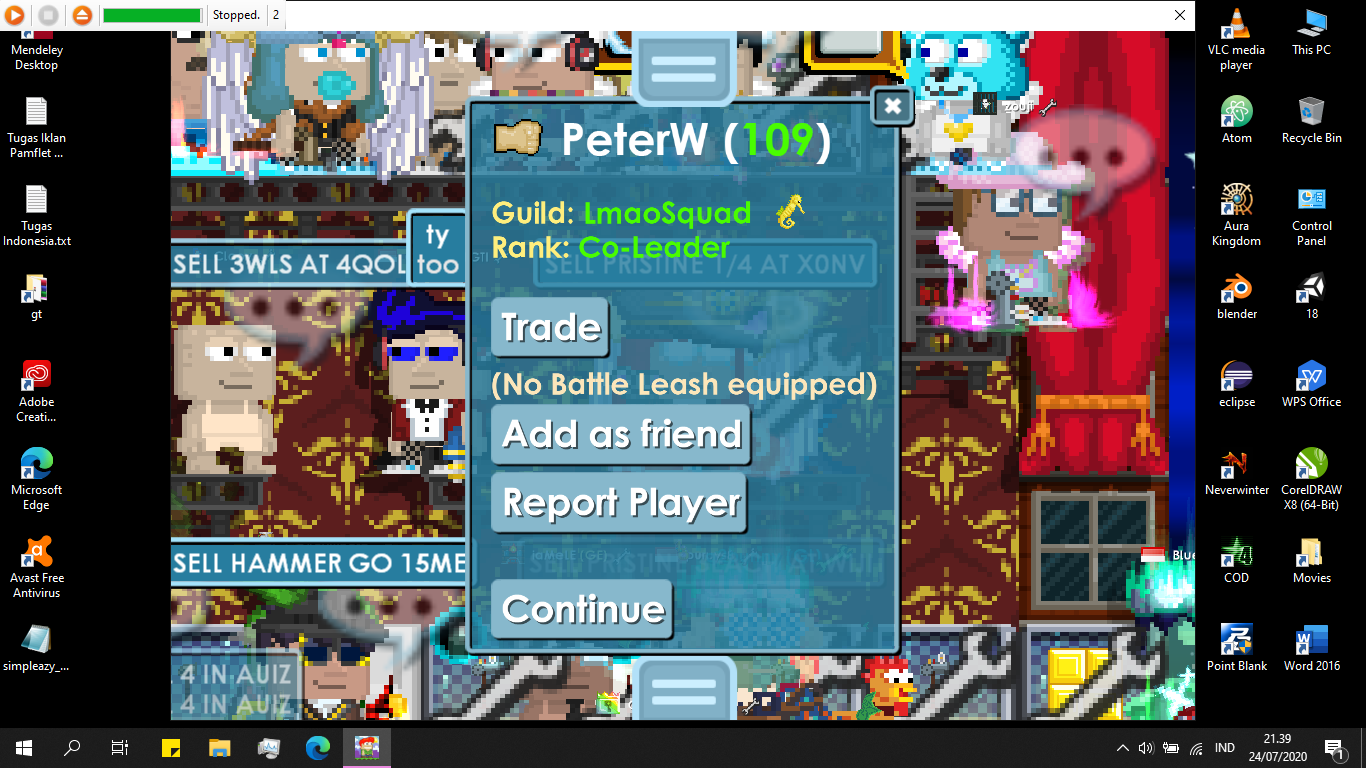 Stopped.
2
Mendeley
Desktop
Tugas Iklan
Pamflet ...
Tugas
Indonesia.txt
gt
Adobe
Creati...
Microsoft
Edge
Avast Free
Antivirus
simpleazy_...
PeterW (109)
Guild: LmaoSquad
Rank: Co-Leader
Trade
(No Battle Leash equipped)
Add as friend
Report Player
Continue
ty
too
SELL 3WLS AT 4QOL
SELL PRISTINE 1/4 ATXONV
SELL HAMMER GO 15ME
4 IN AUIZ
4 IN AUIZ
zouji
Blue
VLC media
player
This PC
Atom
Recycle Bin
Aura
Kingdom
Control
Panel
blender
18
eclipse
WPS Office
Neverwinter
CorelDRAW
X8 (64-Bit)
COD
Movies
Point Blank
Word 2016
IND
21.39
24/07/2020
1